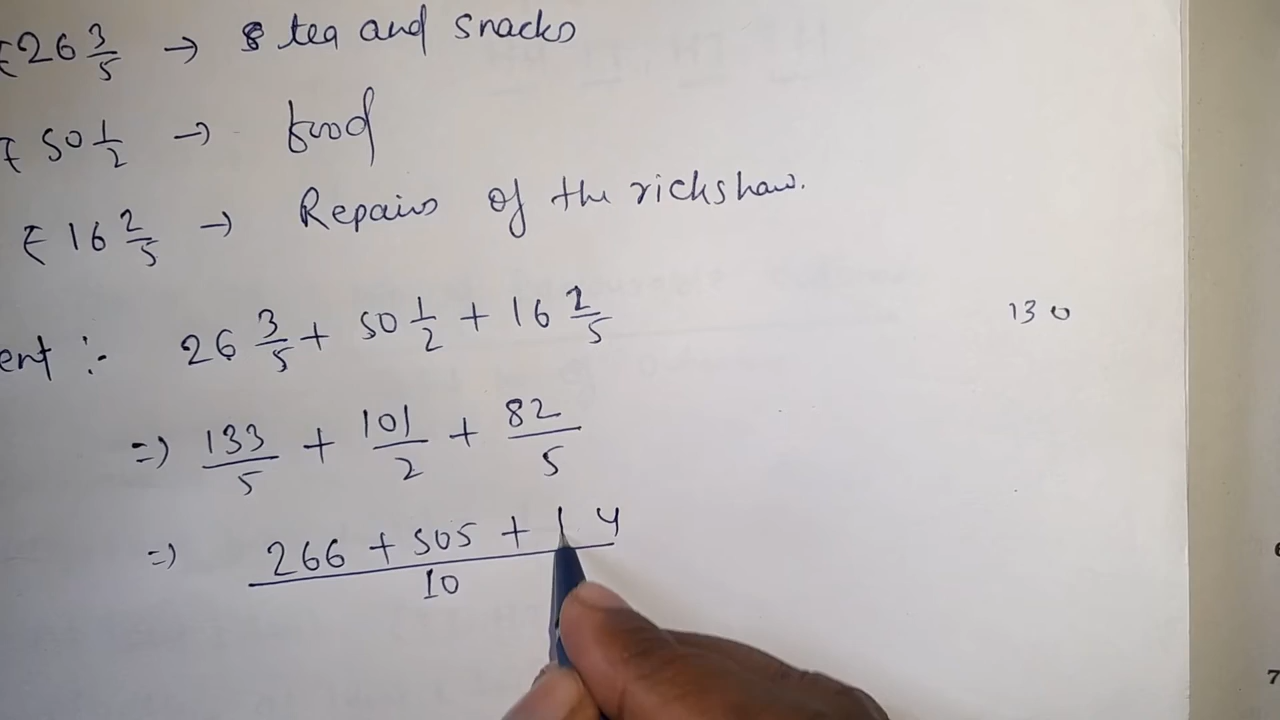 ₹26 3/5 → tea and snacks
₹ 50 1/2 → food
₹ 16 2/5 → Repairs of the rickshaw.
ent :- 26 3/5 + 50 1/2 + 16 2/5
130
=) 133/5 + 101/2 + 82/5
=) 266 + 505 + 1 4 / 10
6
7